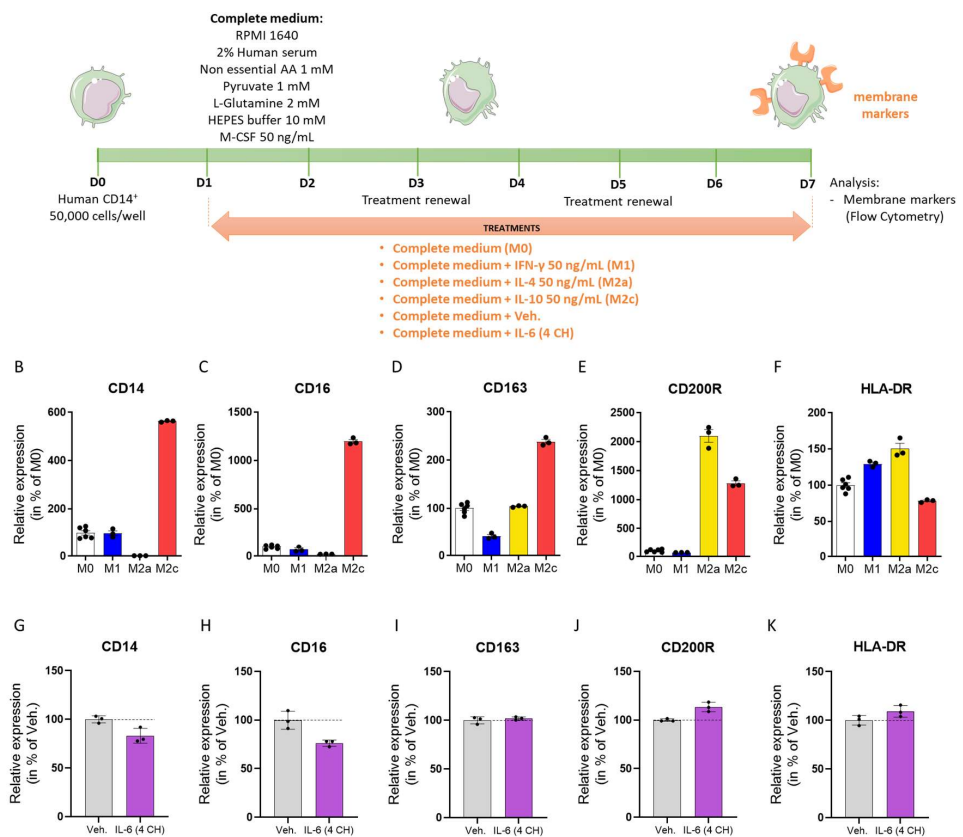 Complete medium:
RPMI 1640
2% Human serum
Non essential AA 1 mM
Pyruvate 1 mM
L-Glutamine 2 mM
HEPES buffer 10 mM
M-CSF 50 ng/mL
membrane
markers
D0
D1
D2
D3
D4
D5
D6
D7
Human CD14+
50,000 cells/well
Treatment renewal
Treatment renewal
Analysis:
- Membrane markers
(Flow Cytometry)
TREATMENTS
• Complete medium (M0)
• Complete medium + IFN-γ 50 ng/mL (M1)
• Complete medium + IL-4 50 ng/mL (M2a)
• Complete medium + IL-10 50 ng/mL (M2c)
• Complete medium + Veh.
• Complete medium + IL-6 (4 CH)
B
CD14
Relative expression
(in % of M0)
600
400
200
100
0
M0 M1 M2a M2c
C
CD16
Relative expression
(in % of M0)
1600
1200
800
400
100
0
M0 M1 M2a M2c
D
CD163
Relative expression
(in % of M0)
300
200
100
0
M0 M1 M2a M2c
E
CD200R
Relative expression
(in % of M0)
2500
2000
1500
1000
500
100
0
M0 M1 M2a M2c
F
HLA-DR
Relative expression
(in % of M0)
200
150
100
50
0
M0 M1 M2a M2c
G
CD14
Relative expression
(in % of Veh.)
150
100
50
0
Veh. IL-6 (4 CH)
H
CD16
Relative expression
(in % of Veh.)
150
100
50
0
Veh. IL-6 (4 CH)
I
CD163
Relative expression
(in % of Veh.)
150
100
50
0
Veh. IL-6 (4 CH)
J
CD200R
Relative expression
(in % of Veh.)
150
100
50
0
Veh. IL-6 (4 CH)
K
HLA-DR
Relative expression
(in % of Veh.)
150
100
50
0
Veh. IL-6 (4 CH)